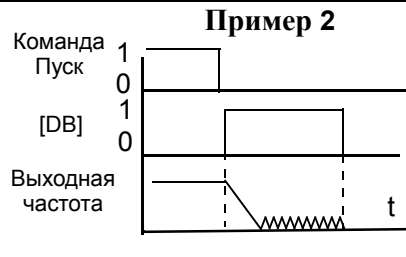 Пример 2
Команда
Пуск
1
0
[DB]
1
0
Выходная
частота
t